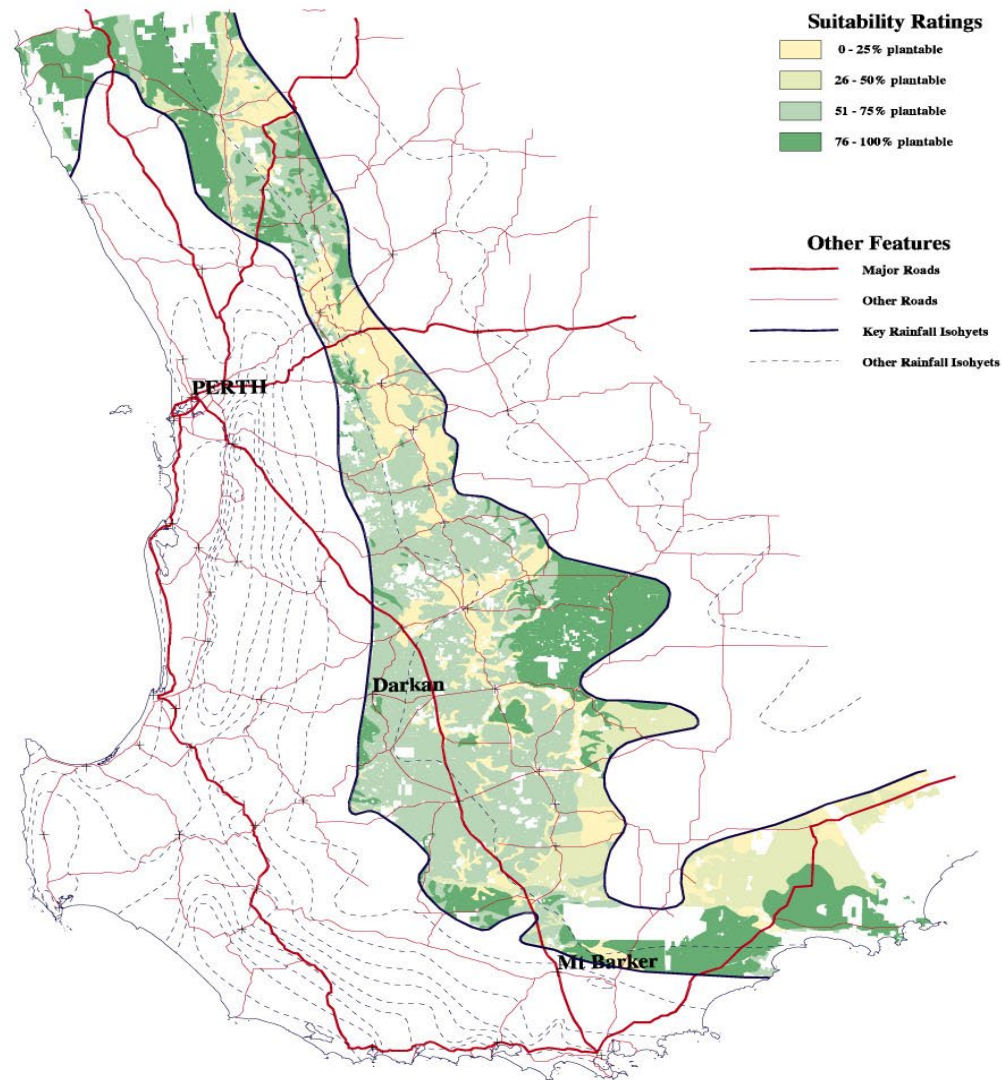 Suitability Ratings
0 - 25% plantable
26 - 50% plantable
51 - 75% plantable
76 - 100% plantable
Other Features
Major Roads
Other Roads
Key Rainfall Isohyets
Other Rainfall Isohyets
PERTH
Darkan
Mt Barker